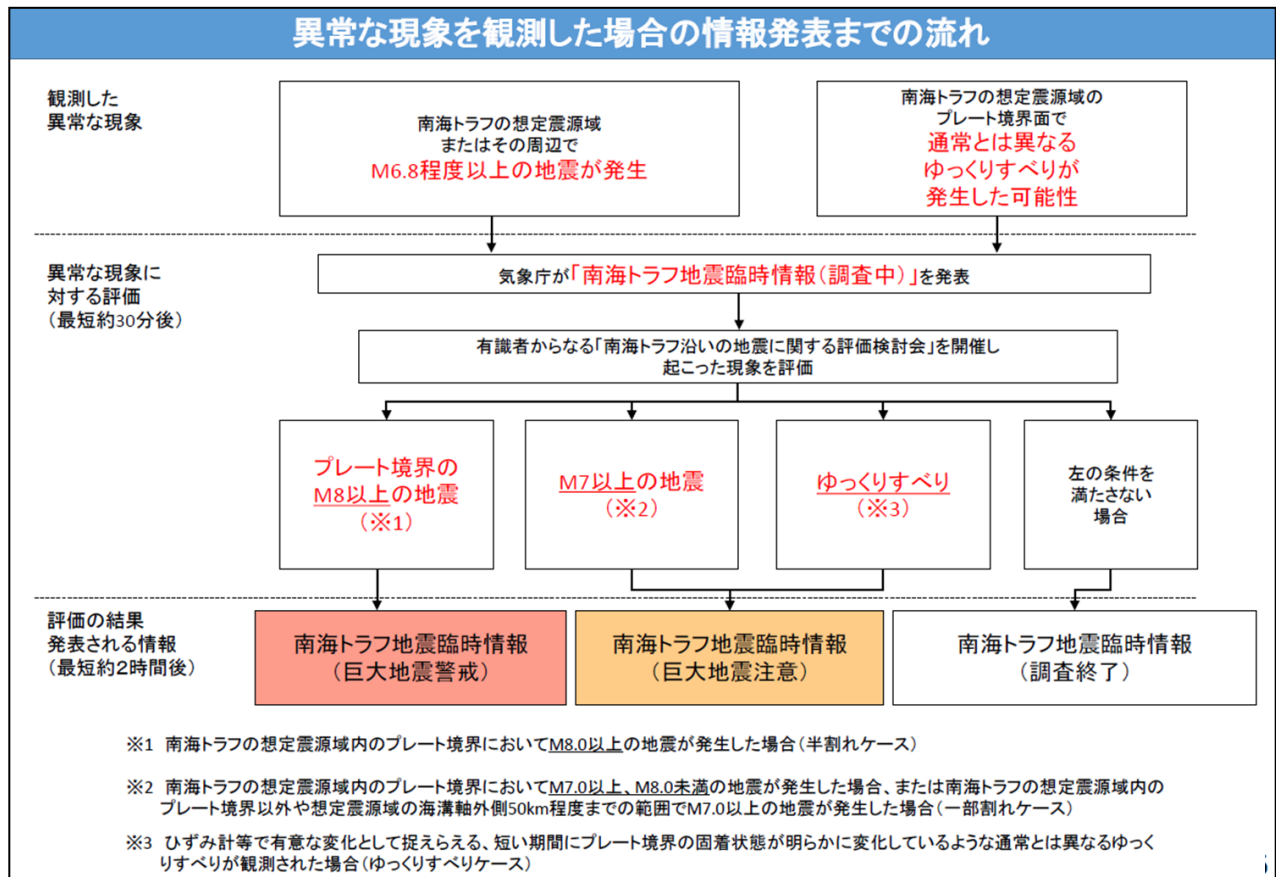 異常な現象を観測した場合の情報発表までの流れ
観測した
異常な現象
南海トラフの想定震源域
またはその周辺で
M6.8程度以上の地震が発生
南海トラフの想定震源域の
プレート境界面で
通常とは異なる
ゆっくりすべりが
発生した可能性
異常な現象に
対する評価
(最短約30分後)
気象庁が「南海トラフ地震臨時情報(調査中)」を発表
有識者からなる「南海トラフ沿いの地震に関する評価検討会」を開催し
起こった現象を評価
プレート境界の
M8以上の地震
(※1)
M7以上の地震
(※2)
ゆっくりすべり
(※3)
左の条件を
満たさない
場合
評価の結果
発表される情報
(最短約2時間後)
南海トラフ地震臨時情報
(巨大地震警戒)
南海トラフ地震臨時情報
(巨大地震注意)
南海トラフ地震臨時情報
(調査終了)
※1 南海トラフの想定震源域内のプレート境界においてM8.0以上の地震が発生した場合(半割れケース)
※2 南海トラフの想定震源域内のプレート境界においてM7.0以上、M8.0未満の地震が発生した場合、または南海トラフの想定震源域内の
プレート境界以外や想定震源域の海溝軸外側50km程度までの範囲でM7.0以上の地震が発生した場合(一部割れケース)
※3 ひずみ計等で有意な変化として捉えらえる、短い期間にプレート境界の固着状態が明らかに変化しているような通常とは異なるゆっく
りすべりが観測された場合(ゆっくりすべりケース)